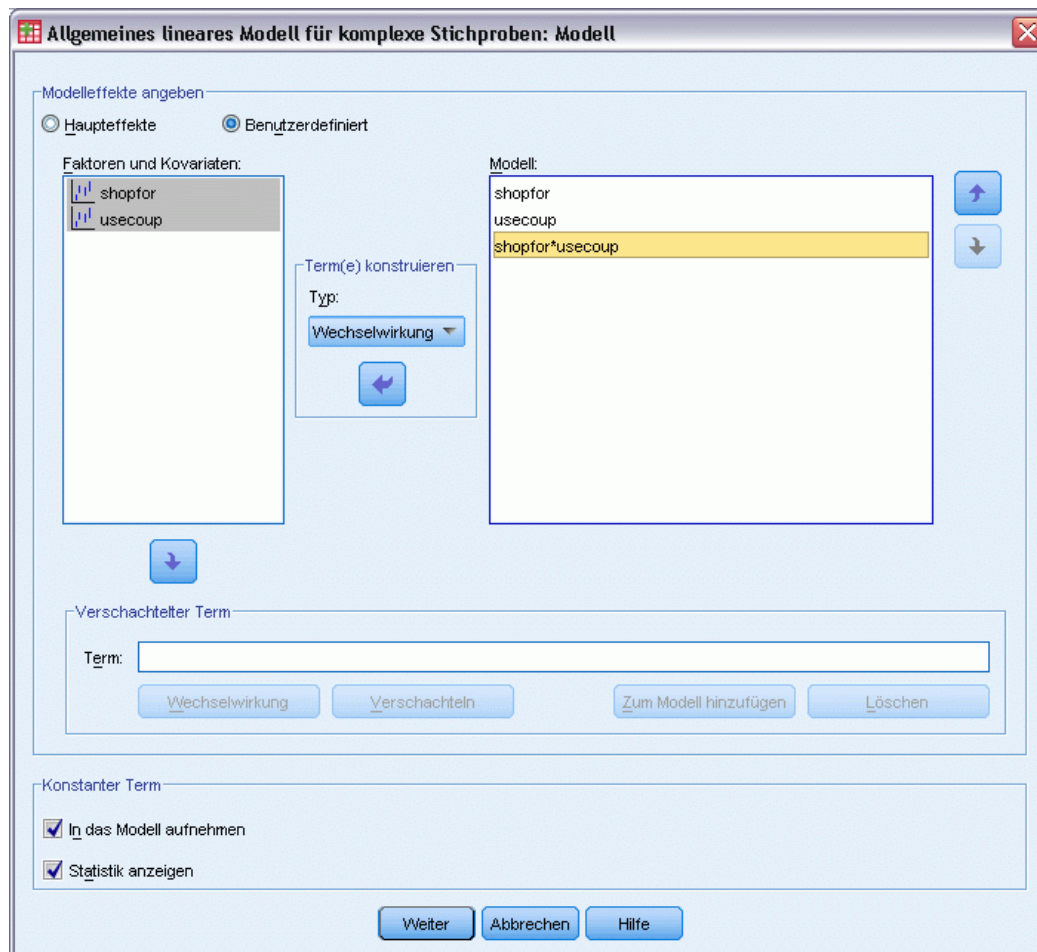 Allgemeines lineares Modell für komplexe Stichproben: Modell
Modelleffekte angeben
Haupteffekte Benutzerdefiniert
Faktoren und Kovariaten:
shopfor
usecoup
Term(e) konstruieren
Typ:
Wechselwirkung
Modell:
shopfor
usecoup
shopfor*usecoup
Verschachtelter Term
Term:
Wechselwirkung Verschachteln Zum Modell hinzufügen Löschen
Konstanter Term
In das Modell aufnehmen
Statistik anzeigen
Weiter Abbrechen Hilfe